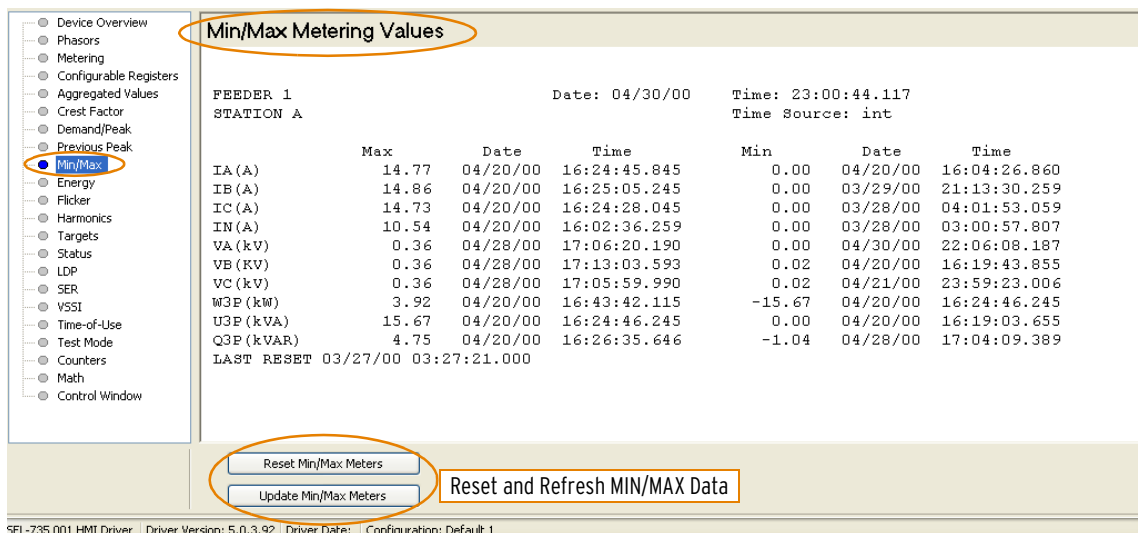 Device Overview
Phasors
Metering
Configurable Registers
Aggregated Values
Crest Factor
Demand/Peak
Previous Peak
Min/Max
Energy
Flicker
Harmonics
Targets
Status
LDP
SER
VSSI
Time-of-Use
Test Mode
Counters
Math
Control Window
Min/Max Metering Values
FEEDER 1 Date: 04/30/00 Time: 23:00:44.117
STATION A Time Source: int
Max Date Time Min Date Time
IA(A) 14.77 04/20/00 16:24:45.845 0.00 04/20/00 16:04:26.860
IB(A) 14.86 04/20/00 16:25:05.245 0.00 03/29/00 21:13:30.259
IC(A) 14.73 04/20/00 16:24:28.045 0.00 03/28/00 04:01:53.059
IN(A) 10.54 04/20/00 16:02:36.259 0.00 03/28/00 03:00:57.807
VA(kV) 0.36 04/28/00 17:06:20.190 0.00 04/30/00 22:06:08.187
VB(KV) 0.36 04/28/00 17:13:03.593 0.02 04/20/00 16:19:43.855
VC(kV) 0.36 04/28/00 17:05:59.990 0.02 04/21/00 23:59:23.006
W3P(kW) 3.92 04/20/00 16:43:42.115 -15.67 04/20/00 16:24:46.245
U3P(kVA) 15.67 04/20/00 16:24:46.245 0.00 04/20/00 16:19:03.655
Q3P(kVAR) 4.75 04/20/00 16:26:35.646 -1.04 04/28/00 17:04:09.389
LAST RESET 03/27/00 03:27:21.000
Reset Min/Max Meters
Update Min/Max Meters
Reset and Refresh MIN/MAX Data
SEL-735 001 HMI Driver Driver Version: 5.0.3.92 Driver Date: Configuration: Default 1